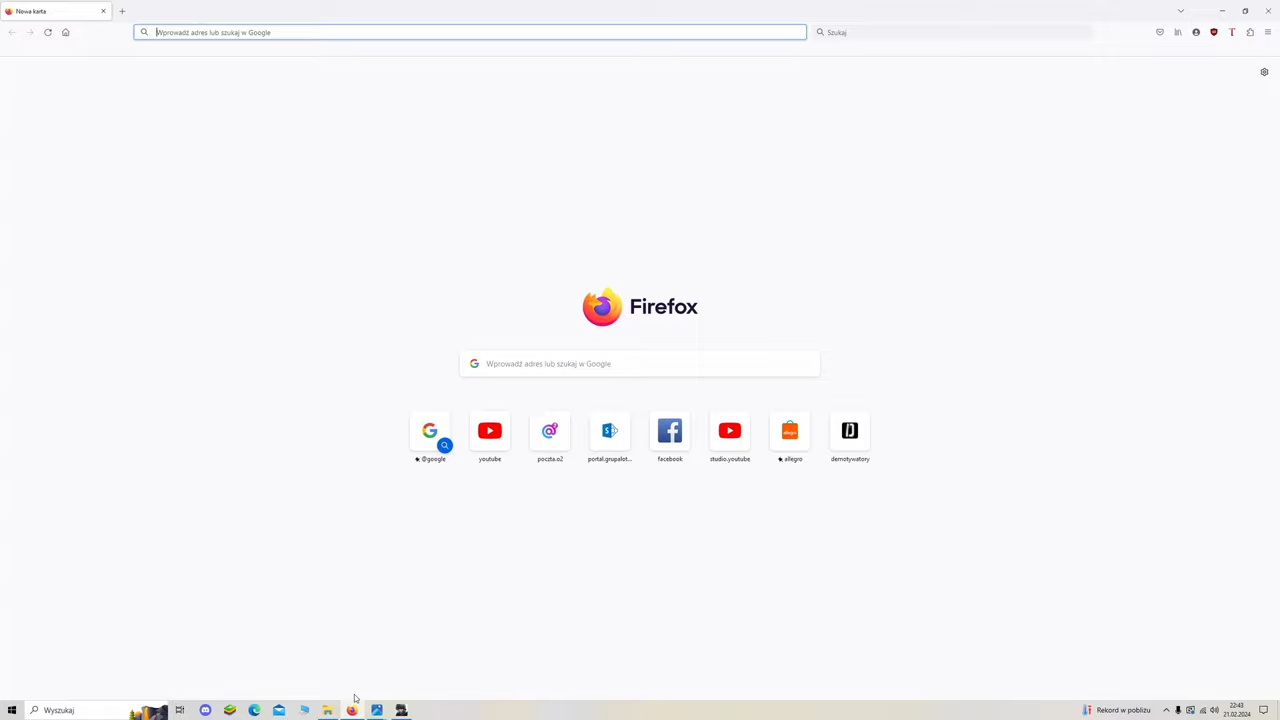 Nowa karta
Wprowadź adres lub szukaj w Google
Szukaj
Firefox
Wprowadź adres lub szukaj w Google
@google
youtube
poczta.o2
portal.grupalot...
facebook
studio.youtube
allegro
demotywatory
Wyszukaj
Rekord w pobliżu
22:43
21.02.2024